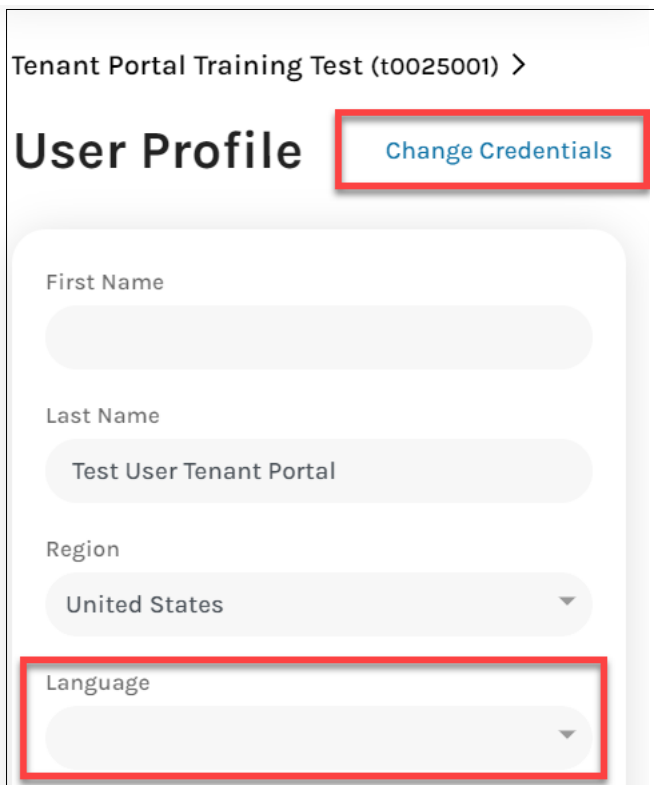 Tenant Portal Training Test (t0025001) >
User Profile
Change Credentials
First Name
Last Name
Test User Tenant Portal
Region
United States
Language